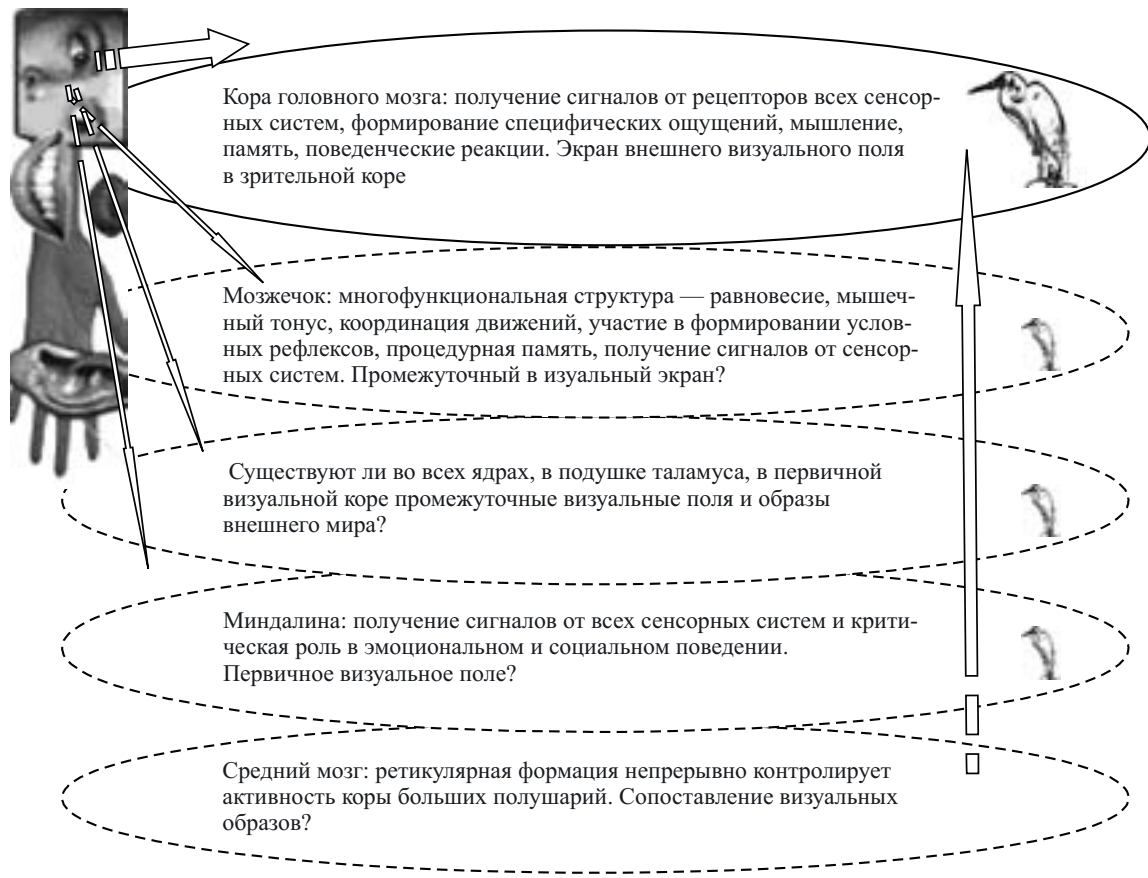 Кора головного мозга: получение сигналов от рецепторов всех сенсор-
ных систем, формирование специфических ощущений, мышление,
память, поведенческие реакции. Экран внешнего визуального поля
в зрительной коре
Мозжечок: многофункциональная структура — равновесие, мышеч-
ный тонус, координация движений, участие в формировании услов-
ных рефлексов, процедурная память, получение сигналов от сенсор-
ных систем. Промежуточный в изуальный экран?
Существуют ли во всех ядрах, в подушке таламуса, в первичной
визуальной коре промежуточные визуальные поля и образы
внешнего мира?
Миндалина: получение сигналов от всех сенсорных систем и крити-
ческая роль в эмоциональном и социальном поведении.
Первичное визуальное поле?
Средний мозг: ретикулярная формация непрерывно контролирует
активность коры больших полушарий. Сопоставление визуальных
образов?